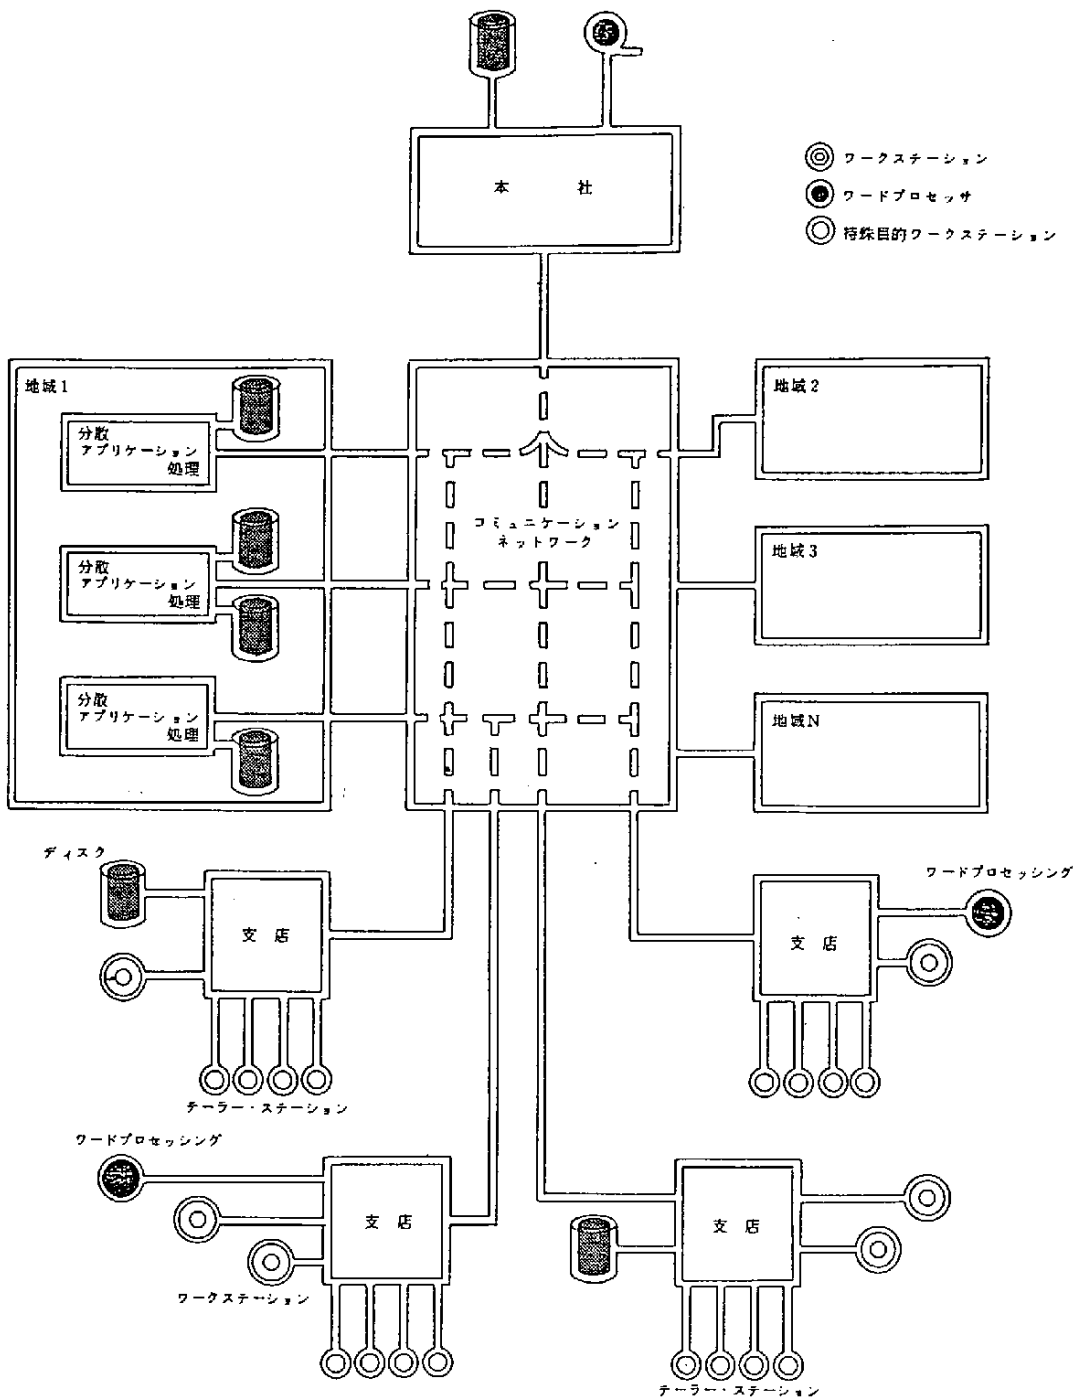 本　　社
ワークステーション
ワードプロセッサ
特殊目的ワークステーション
地域1
分散
アプリケーション
処理
分散
アプリケーション
処理
分散
アプリケーション
処理
コミュニケーション
ネットワーク
地域2
地域3
地域N
ディスク
支店
テーラー・ステーション
ワードプロセッシング
支店
ワードプロセッシング
支店
ワークステーション
支店
テーラー・ステーション